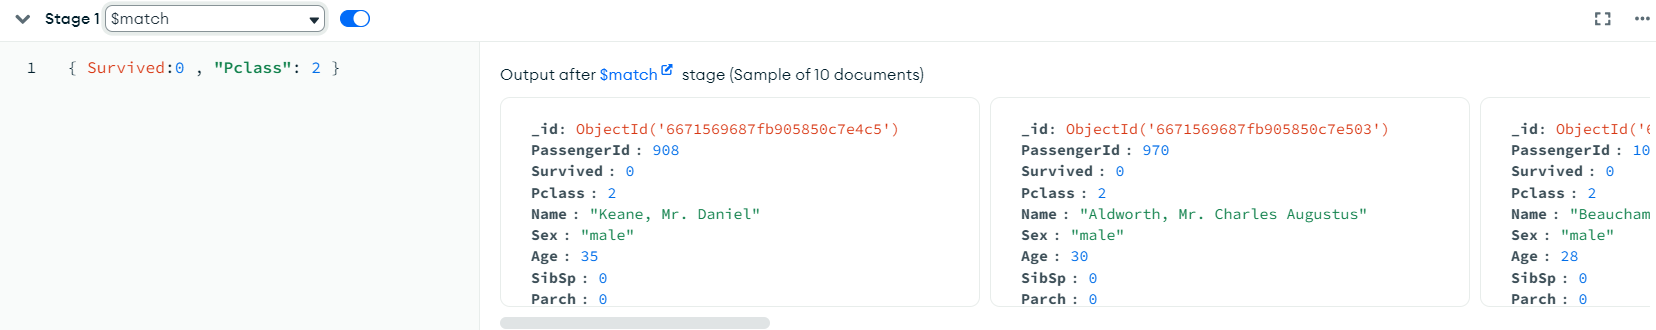 Stage 1 $match
1 { Survived:0 , "Pclass": 2 }
Output after $match stage (Sample of 10 documents)
_id: ObjectId('6671569687fb905850c7e4c5')
PassengerId : 908
Survived : 0
Pclass : 2
Name : "Keane, Mr. Daniel"
Sex : "male"
Age : 35
SibSp : 0
Parch : 0
_id: ObjectId('6671569687fb905850c7e503')
PassengerId : 970
Survived : 0
Pclass : 2
Name : "Aldworth, Mr. Charles Augustus"
Sex : "male"
Age : 30
SibSp : 0
Parch : 0
_id: ObjectId('6
PassengerId : 10
Survived : 0
Pclass : 2
Name : "Beaucham
Sex : "male"
Age : 28
SibSp : 0
Parch : 0